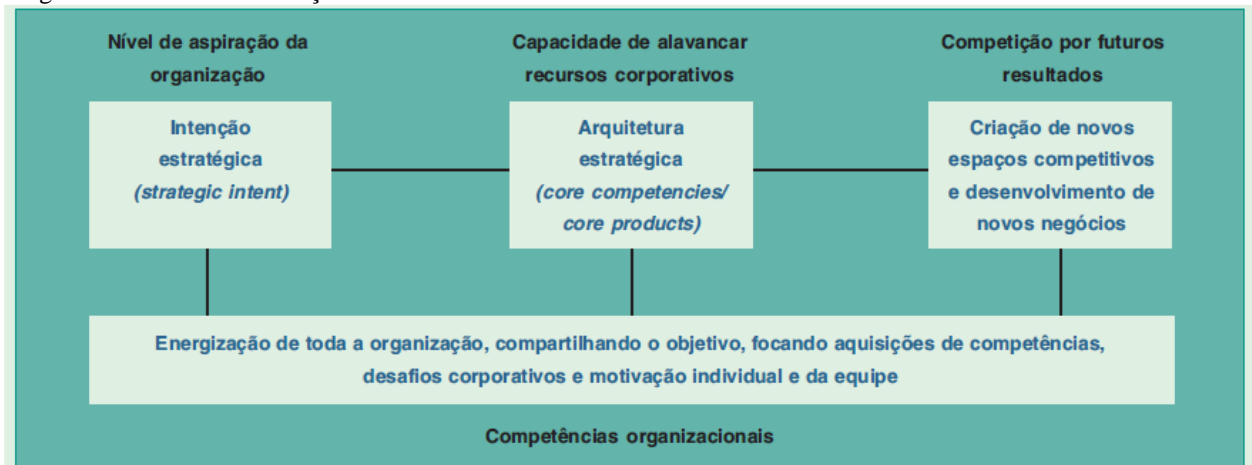 Nível de aspiração da
organização
Capacidade de alavancar
recursos corporativos
Competição por futuros
resultados
Intenção
estratégica
(strategic intent)
Arquitetura
estratégica
(core competencies/
core products)
Criação de novos
espaços competitivos
e desenvolvimento de
novos negócios
Energização de toda a organização, compartilhando o objetivo, focando aquisições de competências,
desafios corporativos e motivação individual e da equipe
Competências organizacionais